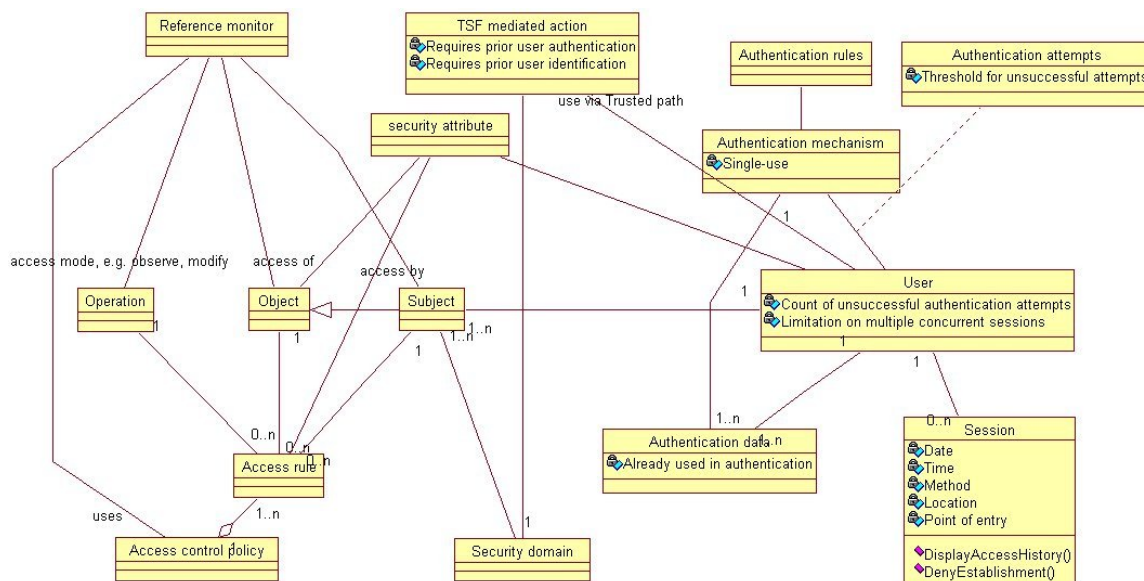 Reference monitor
TSF mediated action
Requires prior user authentication
Requires prior user identification
Authentication rules
Authentication attempts
Threshold for unsuccessful attempts
use via Trusted path
security attribute
Authentication mechanism
Single-use
1
access mode, e.g. observe, modify
access of
access by
Operation
Object
Subject
1
User
Count of unsuccessful authentication attempts
Limitation on multiple concurrent sessions
1
1
1
1..n
1..n
1
1
0..n
0..n
0..n
1..n
1..n
0..n
Access rule
Authentication data
Already used in authentication
Session
Date
Time
Method
Location
Point of entry
DisplayAccessHistory()
DenyEstablishment()
uses
1..n
1
1
Access control policy
Security domain